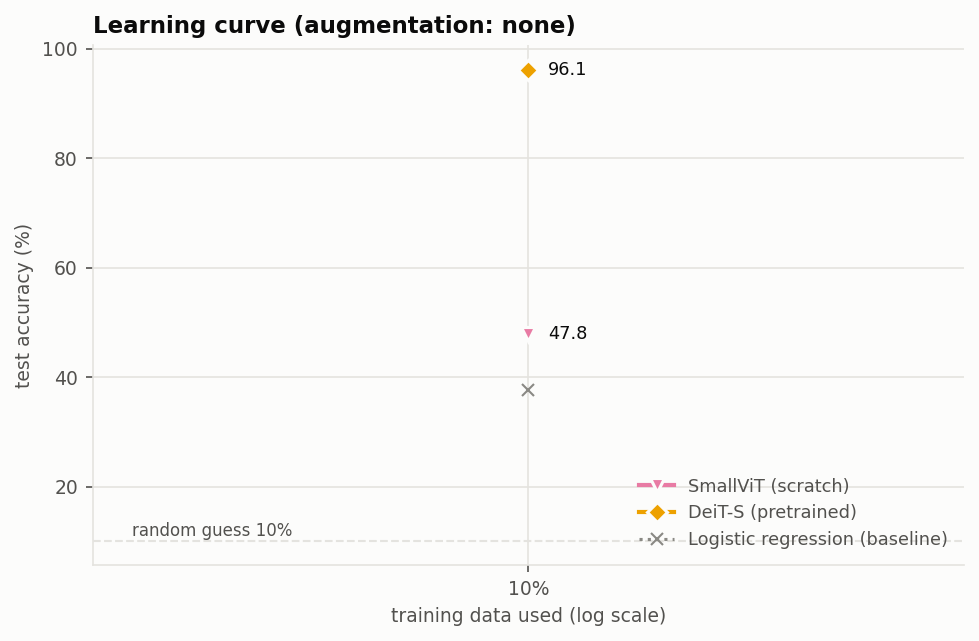 Learning curve (augmentation: none)
100
96.1
80
60
47.8
40
20
random guess 10%
SmallViT (scratch)
DeiT-S (pretrained)
Logistic regression (baseline)
10%
training data used (log scale)
test accuracy (%)